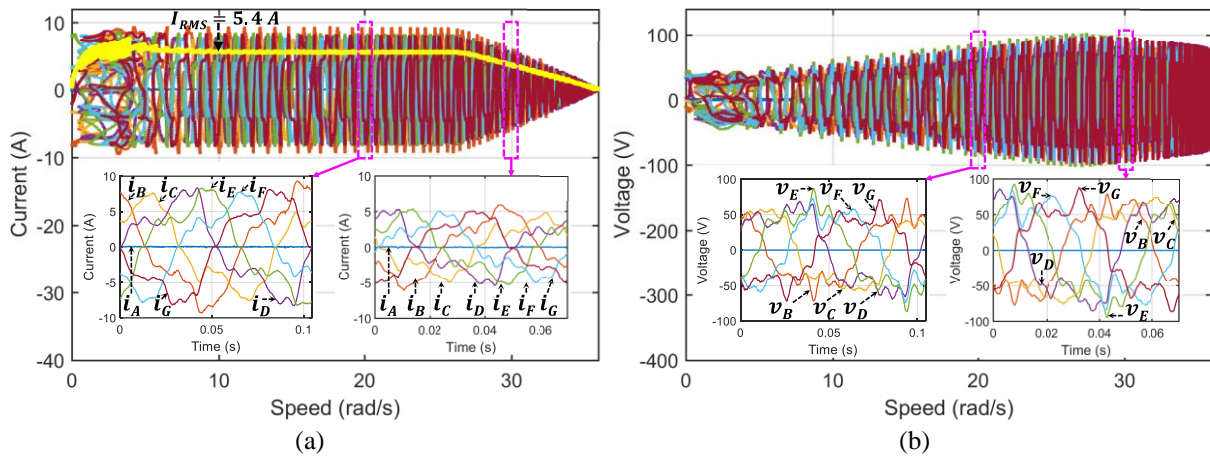 I_RMS = 5.4 A
10
0
-10
-20
-30
-40
Current (A)
0
10
20
30
Speed (rad/s)
10
5
0
-5
-10
Current (A)
i_B
i_C
i_E
i_F
i_A
i_G
i_D
0
0.05
0.1
Time (s)
10
5
0
-5
-10
Current (A)
i_A
i_B
i_C
i_D
i_E
i_F
i_G
0
0.02
0.04
0.06
Time (s)
(a)
100
0
-100
-200
-300
-400
Voltage (V)
0
10
20
30
Speed (rad/s)
100
50
0
-50
-100
Voltage (V)
v_E
v_F
v_G
v_B
v_C
v_D
0
0.05
0.1
Time (s)
100
50
0
-50
-100
Voltage (V)
v_F
v_G
v_B
v_C
v_D
v_E
0
0.02
0.04
0.06
Time (s)
(b)